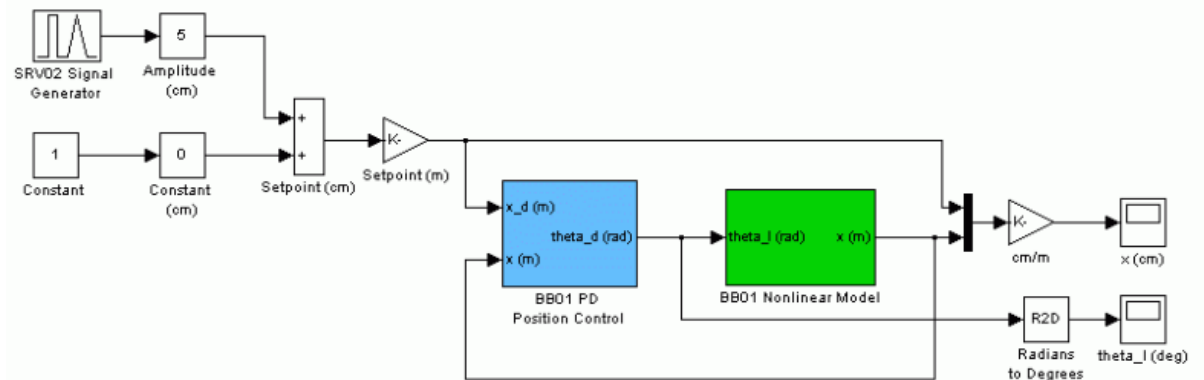 5
SRV02 Signal
Generator
Amplitude
(cm)
+
+
1
0
Constant
Constant
(cm)
Setpoint (cm)
K-
Setpoint (m)
x_d (m)
theta_d (rad)
x (m)
BB01 PD
Position Control
theta_l (rad)
x (m)
BB01 Nonlinear Model
K-
cm/m
x (cm)
R2D
Radians
to Degrees
theta_l (deg)